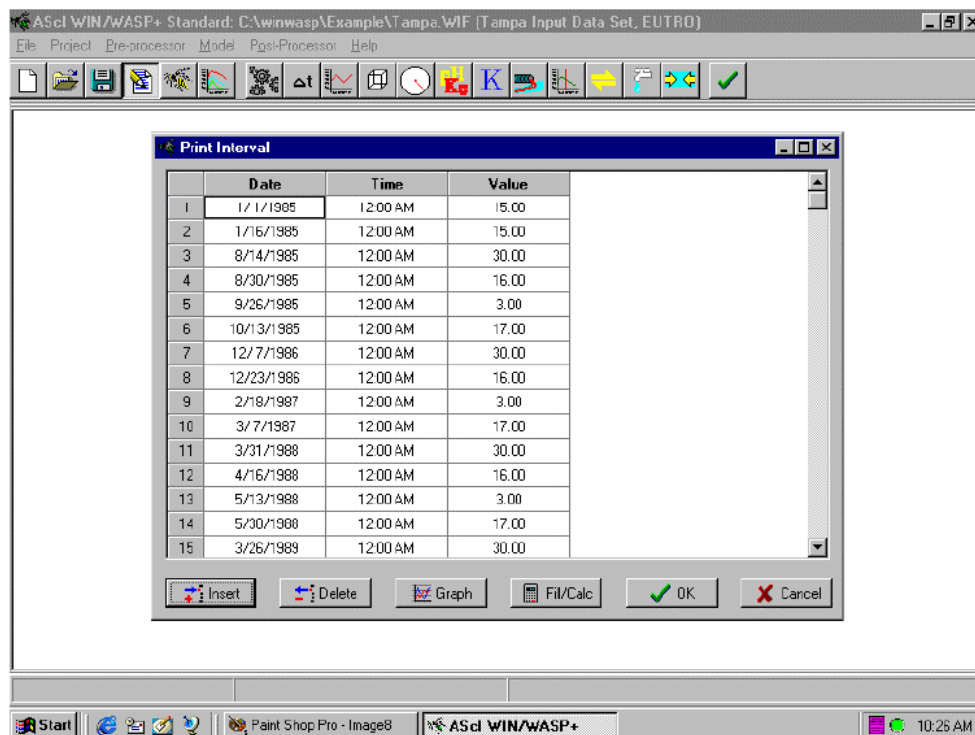 AScI WIN/WASP+ Standard: C:\winwasp\Example\Tampa.WIF (Tampa Input Data Set, EUTRO)
File Project Pre-processor Model Post-Processor Help
Δt K
Print Interval
Date Time Value
1 1/ 1/1985 12:00 AM 15.00
2 1/16/1985 12:00 AM 15.00
3 8/14/1985 12:00 AM 30.00
4 8/30/1985 12:00 AM 16.00
5 9/26/1985 12:00 AM 3.00
6 10/13/1985 12:00 AM 17.00
7 12/ 7/1986 12:00 AM 30.00
8 12/23/1986 12:00 AM 16.00
9 2/18/1987 12:00 AM 3.00
10 3/ 7/1987 12:00 AM 17.00
11 3/31/1988 12:00 AM 30.00
12 4/16/1988 12:00 AM 16.00
13 5/13/1988 12:00 AM 3.00
14 5/30/1988 12:00 AM 17.00
15 3/26/1989 12:00 AM 30.00
Insert Delete Graph Fill/Calc OK Cancel
Start Paint Shop Pro - Image8 AScI WIN/WASP+ 10:26 AM